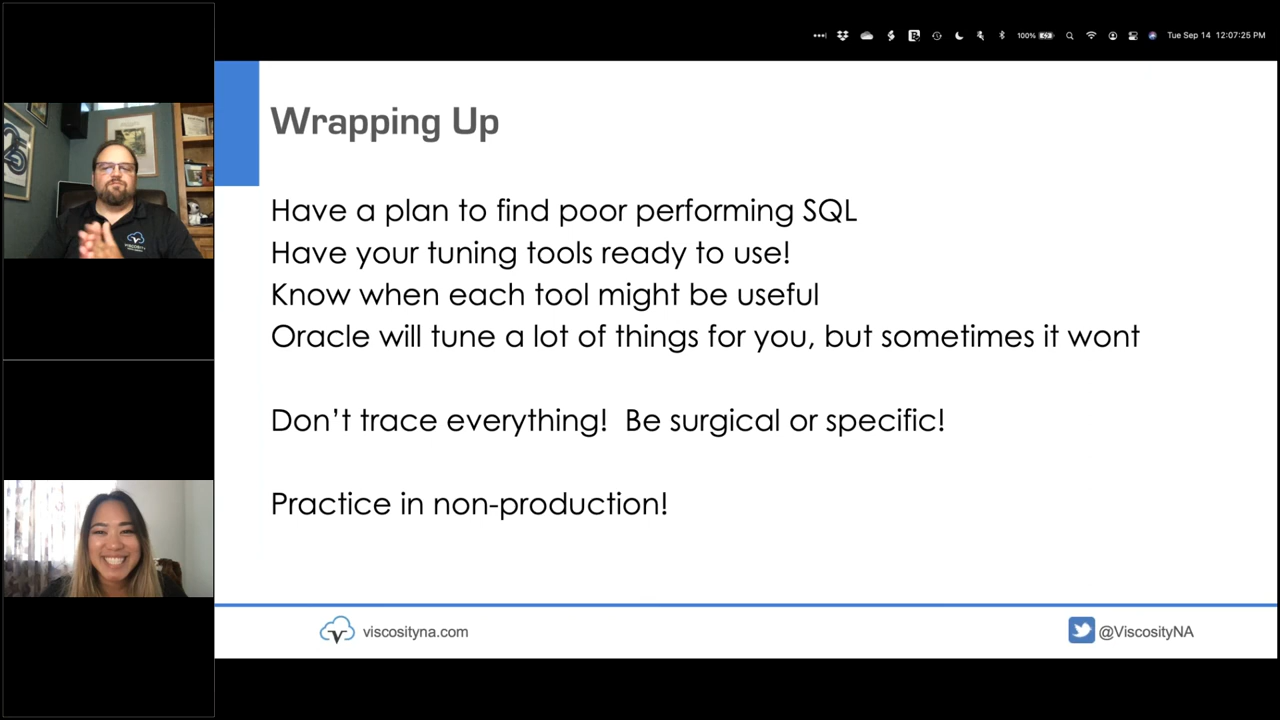 100%
Tue Sep 14 12:07:25 PM
Wrapping Up
Have a plan to find poor performing SQL
Have your tuning tools ready to use!
Know when each tool might be useful
Oracle will tune a lot of things for you, but sometimes it wont
Don’t trace everything!  Be surgical or specific!
Practice in non-production!
viscosityna.com
@ViscosityNA
VISCOSITY